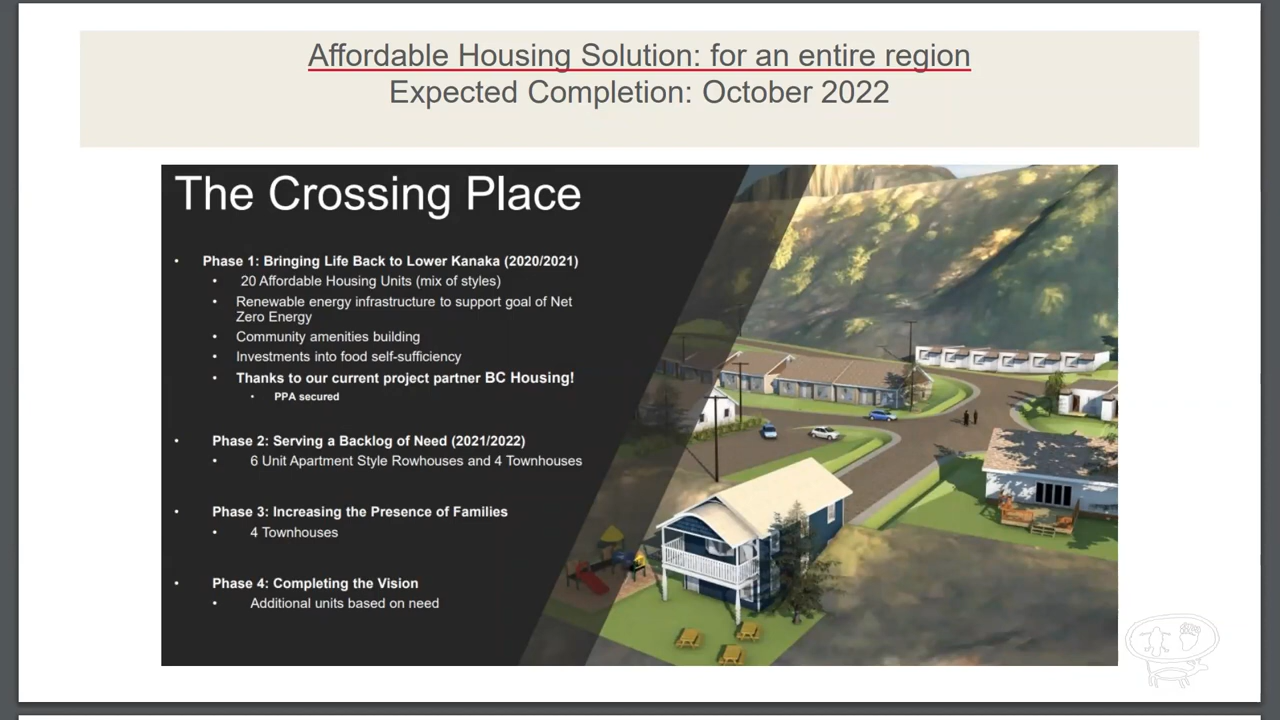 Affordable Housing Solution: for an entire region
Expected Completion: October 2022
The Crossing Place
• Phase 1: Bringing Life Back to Lower Kanaka (2020/2021)
• 20 Affordable Housing Units (mix of styles)
• Renewable energy infrastructure to support goal of Net
Zero Energy
• Community amenities building
• Investments into food self-sufficiency
• Thanks to our current project partner BC Housing!
• PPA secured
• Phase 2: Serving a Backlog of Need (2021/2022)
• 6 Unit Apartment Style Rowhouses and 4 Townhouses
• Phase 3: Increasing the Presence of Families
• 4 Townhouses
• Phase 4: Completing the Vision
• Additional units based on need